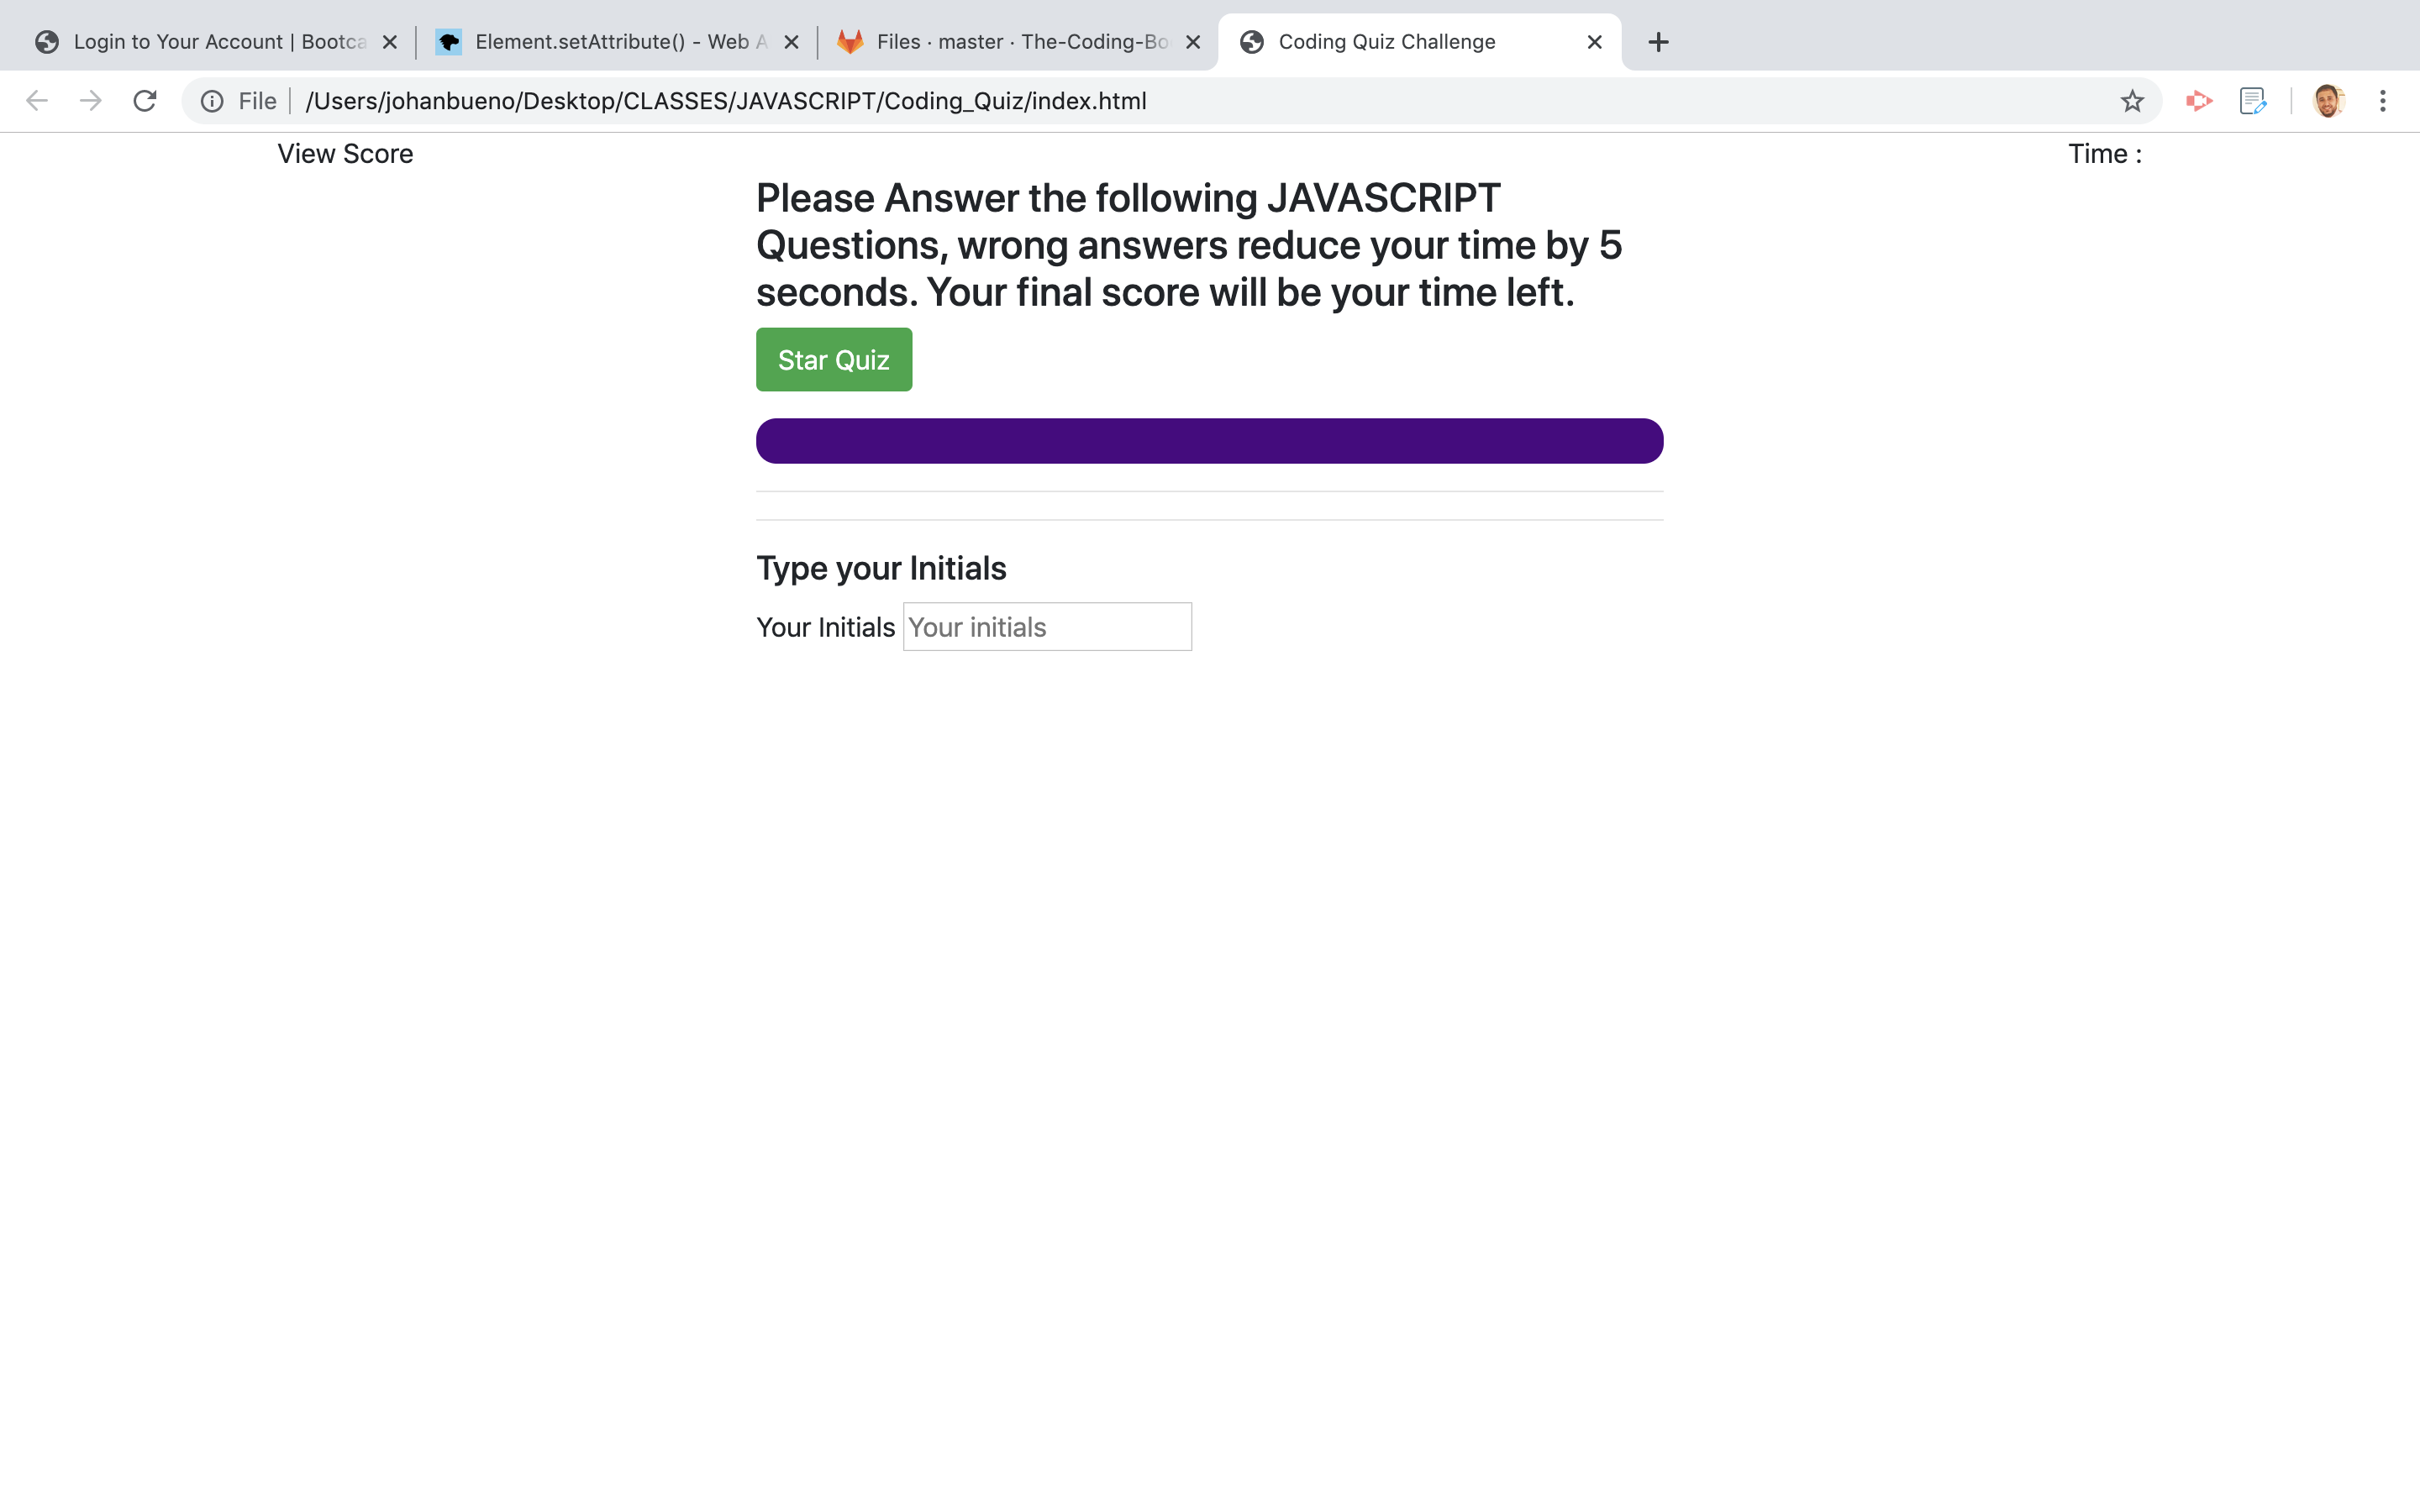 Login to Your Account | Bootca
Element.setAttribute() - Web A
Files · master · The-Coding-Bo
Coding Quiz Challenge
File
/Users/johanbueno/Desktop/CLASSES/JAVASCRIPT/Coding_Quiz/index.html
View Score
Time :
Please Answer the following JAVASCRIPT
Questions, wrong answers reduce your time by 5
seconds. Your final score will be your time left.
Star Quiz
Type your Initials
Your Initials
Your initials